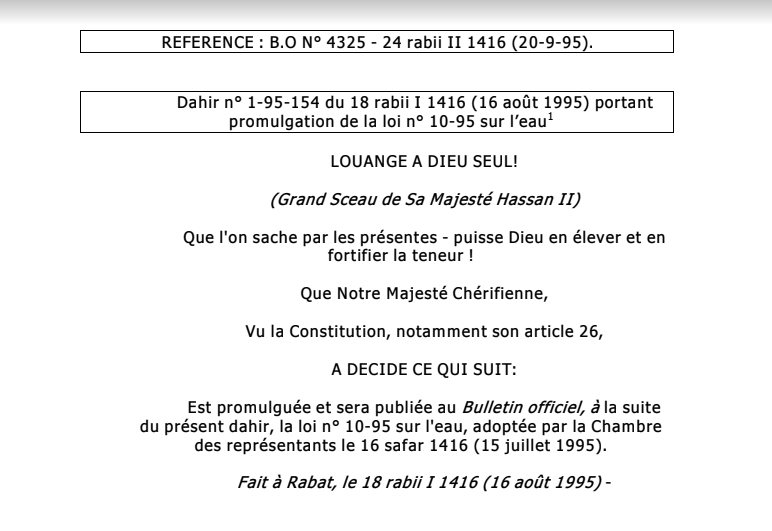 REFERENCE : B.O N° 4325 - 24 rabii II 1416 (20-9-95).
Dahir n° 1-95-154 du 18 rabii I 1416 (16 août 1995) portant
promulgation de la loi n° 10-95 sur l’eau1
LOUANGE A DIEU SEUL!
(Grand Sceau de Sa Majesté Hassan II)
Que l'on sache par les présentes - puisse Dieu en élever et en
fortifier la teneur !
Que Notre Majesté Chérifienne,
Vu la Constitution, notamment son article 26,
A DECIDE CE QUI SUIT:
Est promulguée et sera publiée au Bulletin officiel, à la suite
du présent dahir, la loi n° 10-95 sur l'eau, adoptée par la Chambre
des représentants le 16 safar 1416 (15 juillet 1995).
Fait à Rabat, le 18 rabii I 1416 (16 août 1995) -